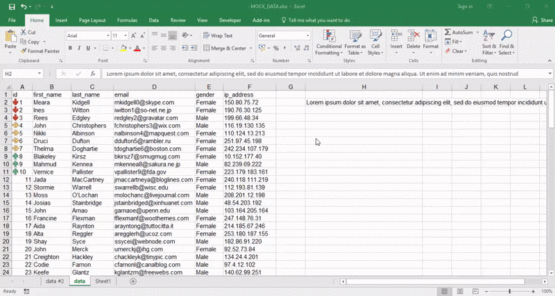 MOCK_DATA.xlsx - Excel
Sign in
File Home Insert Page Layout Formulas Data Review View Developer Add-ins Tell me what you want to do Share
Cut
Copy
Format Painter
Paste
Clipboard
Arial 11
Font
Wrap Text
Merge & Center
Alignment
General
Number
Conditional Formatting
Format as Table
Cell Styles
Styles
Insert Delete Format
Cells
AutoSum
Fill
Clear
Sort & Filter
Find & Select
Editing
H2
Lorem ipsum dolor sit amet, consectetur adipiscing elit, sed do eiusmod tempor incididunt ut labore et dolore magna aliqua. Ut enim ad minim veniam, quis nostrud
A B C D E F G H I J K L
1 id first_name last_name email gender ip_address
2 1 Meara Kidgell mkidgell0@skype.com Female 150.80.75.72 Lorem ipsum dolor sit amet, consectetur adipiscing elit, sed do eiusmod tempor incididunt u
3 2 Ines Witton iwitton1@so-net.ne.jp Female 190.76.30.125
4 3 Rees Edgley redgley2@gravatar.com Male 199.66.48.34
5 4 John Christophers jchristophers3@wix.com Male 116.19.130.135
6 5 Nikki Albinson nalbinson4@mapquest.com Female 110.124.13.213
7 6 Druci Dufton ddufton5@rambler.ru Female 251.97.45.198
8 7 Thelma Dogharte tdogharte6@boston.com Female 242.234.107.179
9 8 Blakeley Kirsz bkirsz7@smugmug.com Female 10.152.177.40
10 9 Mahmud Kennea mkennea8@sakura.ne.jp Male 82.239.09.222
11 10 Vernice Pallister vpallister9@fda.gov Female 223.179.183.161
12 11 Jada MacCartney jmaccartneya@bloglines.com Female 240.118.111.219
13 12 Stormie Warrell swarrellb@wisc.edu Female 112.193.81.139
14 13 Moss O'Lochan molochanc@livejournal.com Male 208.201.12.198
15 14 Josias Stanbridge jstanbridged@xinhuanet.com Male 48.54.203.192
16 15 John Amao Male 103.164.205.164
17 16 Francine Flexman fflexmanf@woothemes.com Female 247.148.76.31
18 17 Aida Raynton araytong@tuttocitta.it Female 214.185.67.246
19 18 Alta Reggler aregglerh@ucoz.com Female 253.180.187.155
20 19 Shay Syce ssycei@webnode.com Female 182.86.91.220
21 20 John Merck umerckj@ihg.com Female 92.52.73.84
22 21 Creighton Hackley chackleyk@tinypic.com Male 134.24.4.201
23 22 Codie Farnon cfarnonl@canalblog.com Male 97.4.12.102
24 23 Keefe Glantz kglantzm@freewebs.com Male 140.62.99.251
data #2 data Sheet1
Ready
100%